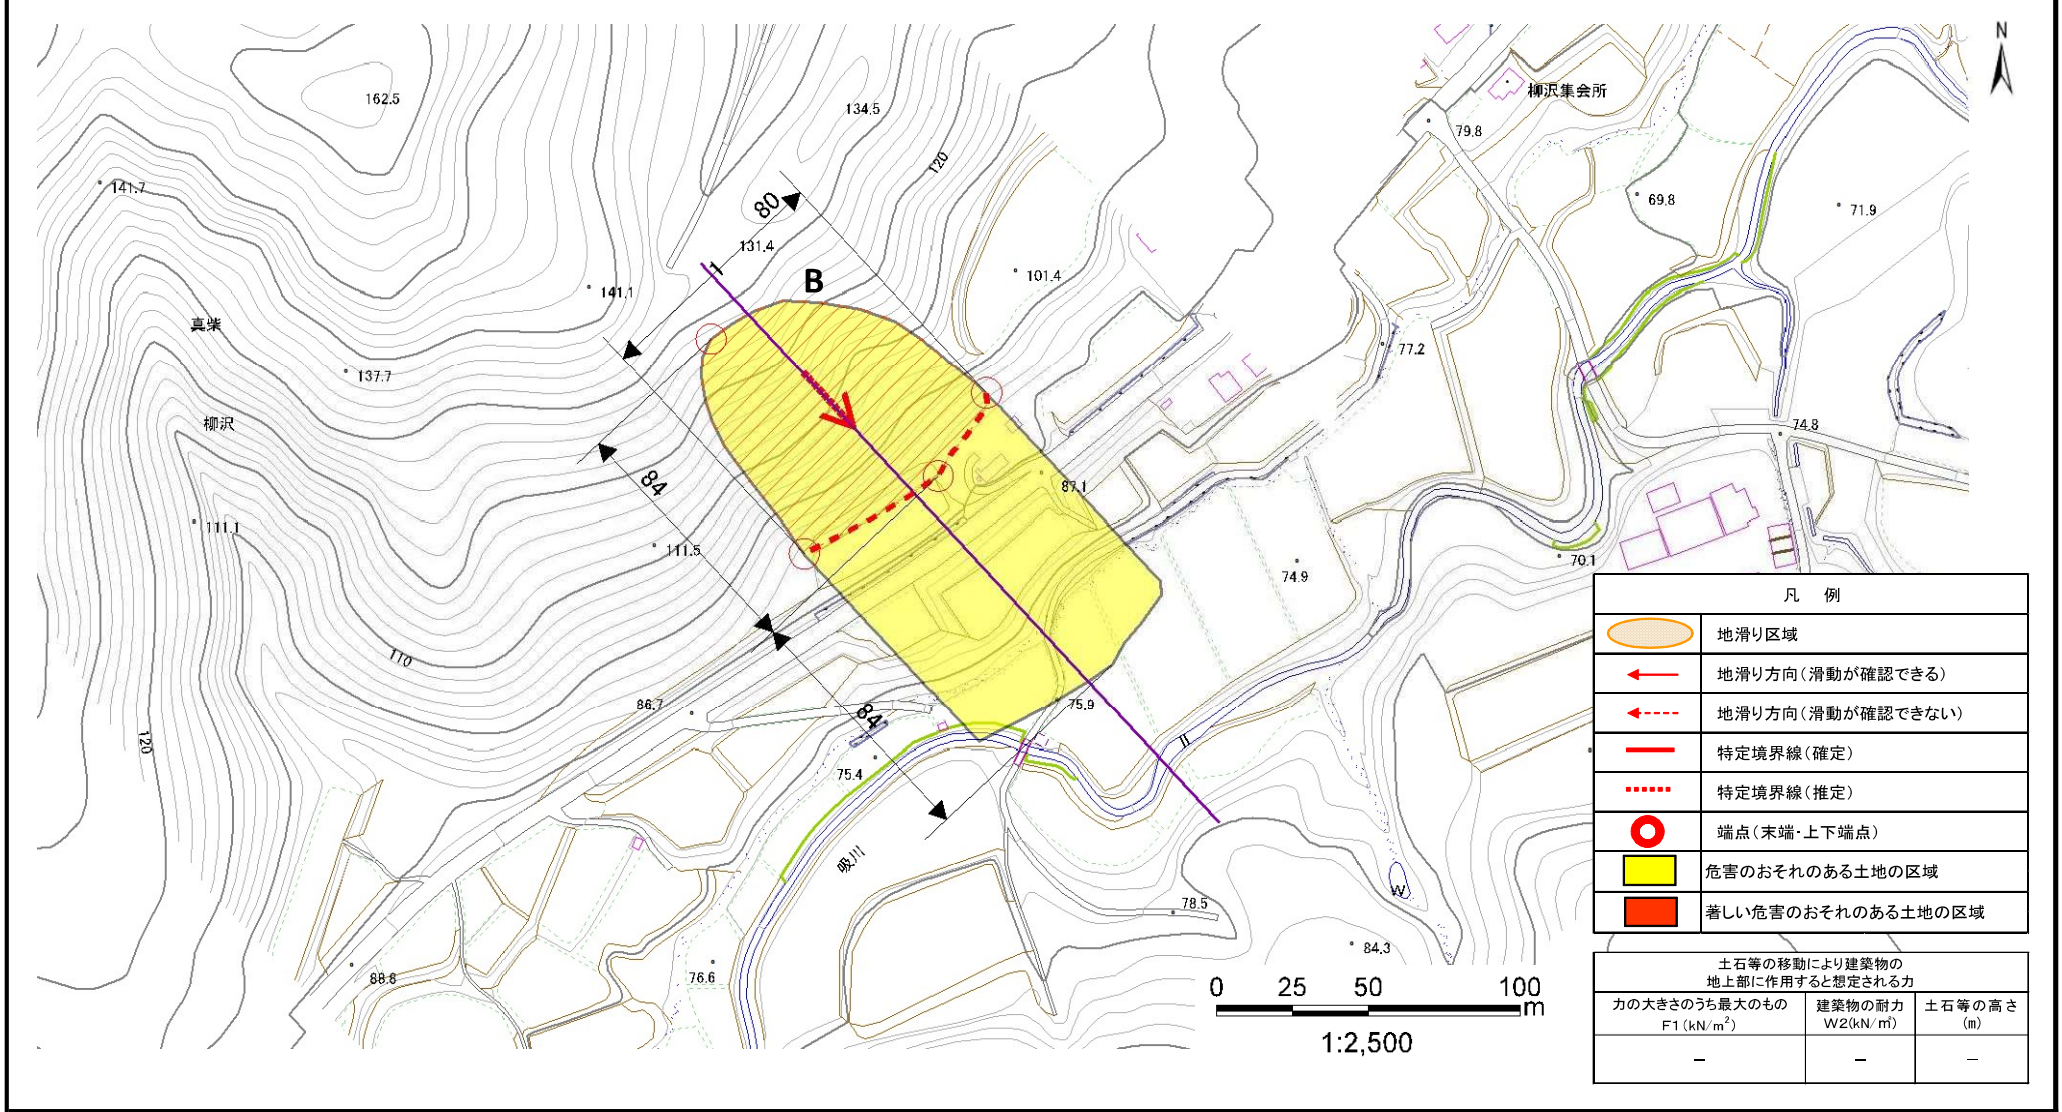 N
162.5
134.5
柳沢集会所
79.8
120
141.7
69.8
71.9
80
131.4
1
B
101.4
141.1
真柴
77.2
137.7
柳沢
74.8
84
87.1
111.1
111.5
70.1
74.9
110
86.7
84
75.9
120
75.4
吸川
W
78.5
84.3
88.8
76.6
0 25 50 100
m
1:2,500
凡 例
地滑り区域
地滑り方向(滑動が確認できる)
地滑り方向(滑動が確認できない)
特定境界線(確定)
特定境界線(推定)
端点(末端・上下端点)
危害のおそれのある土地の区域
著しい危害のおそれのある土地の区域
土石等の移動により建築物の
地上部に作用すると想定される力
力の大きさのうち最大のもの 建築物の耐力 土石等の高さ
F1(kN/m²) W2(kN/㎡) (m)
− − −